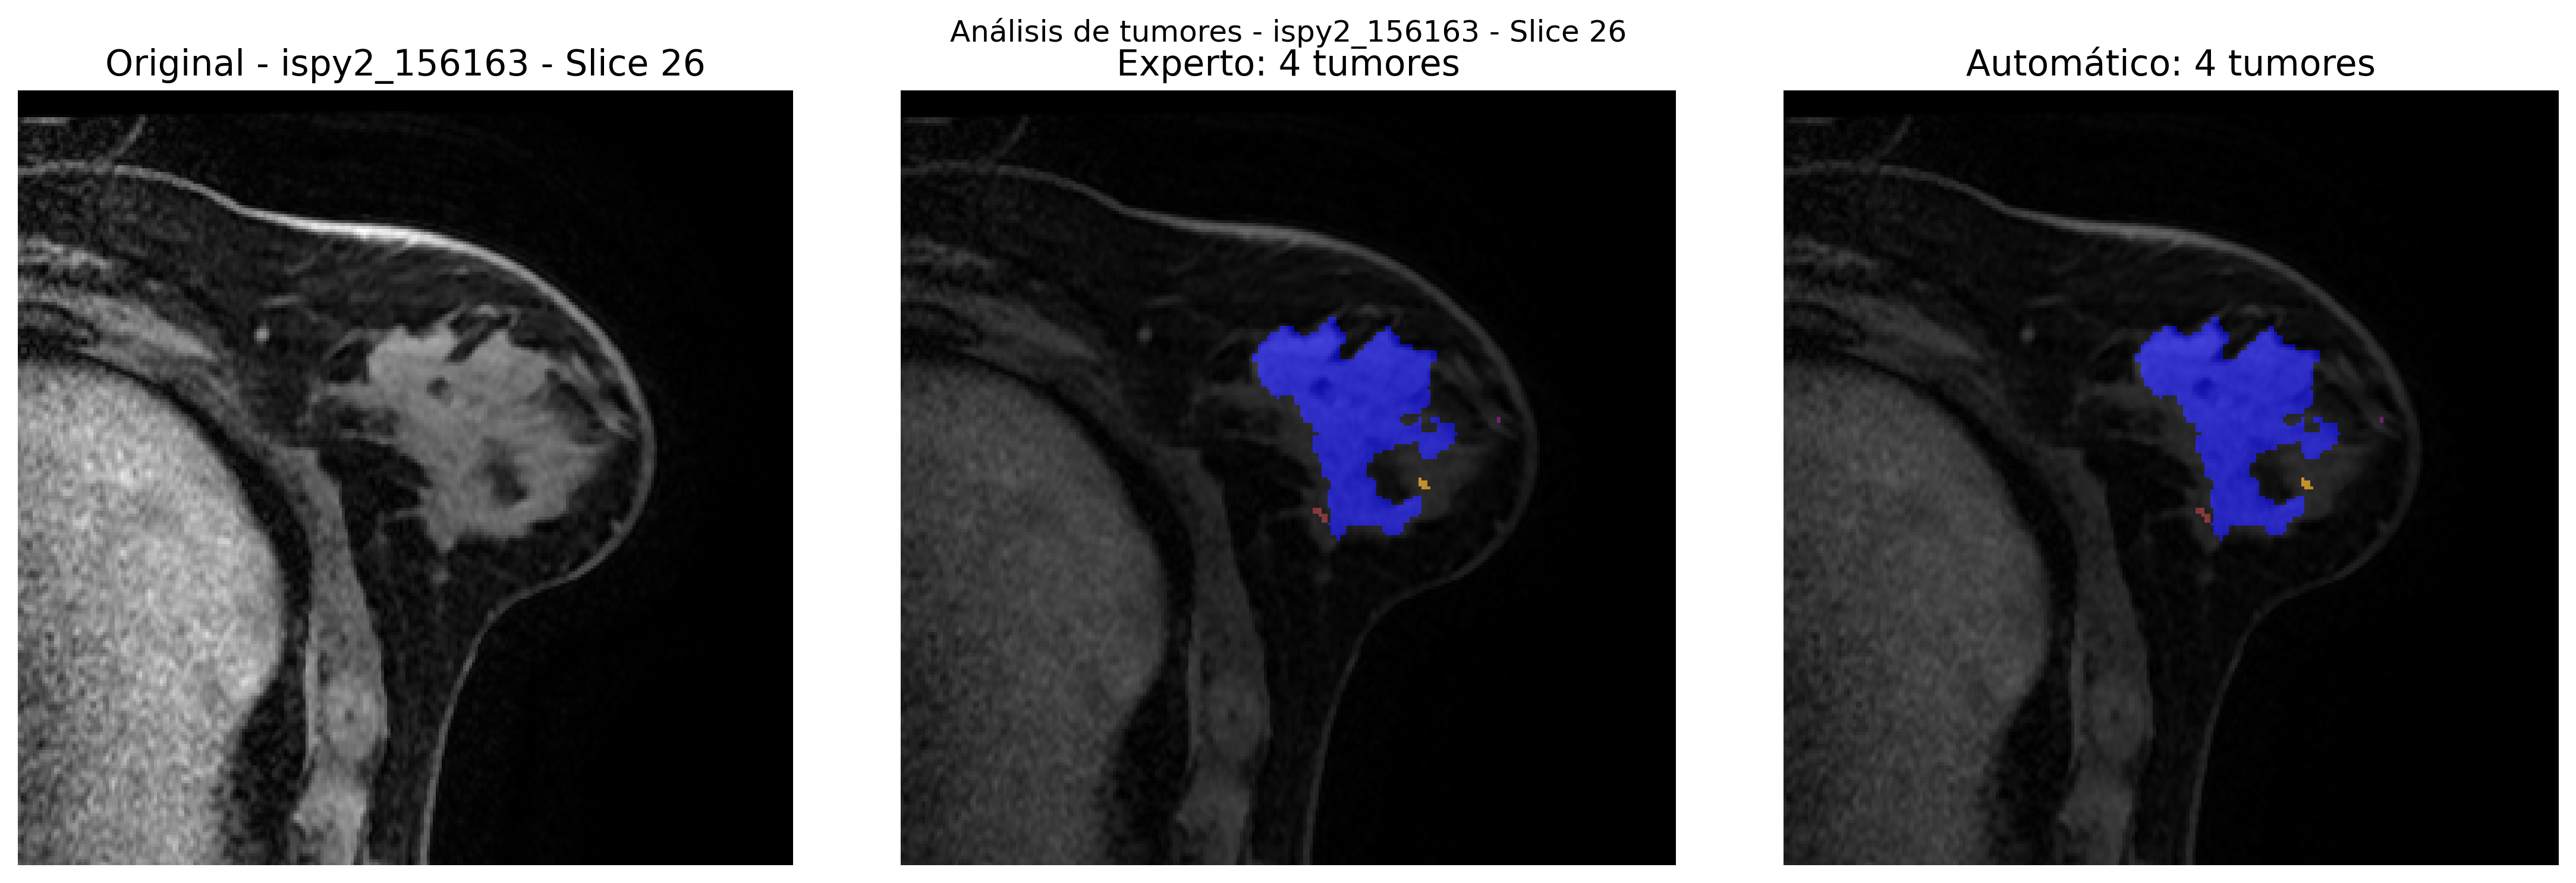 Análisis de tumores - ispy2_156163 - Slice 26
Original - ispy2_156163 - Slice 26
Experto: 4 tumores
Automático: 4 tumores